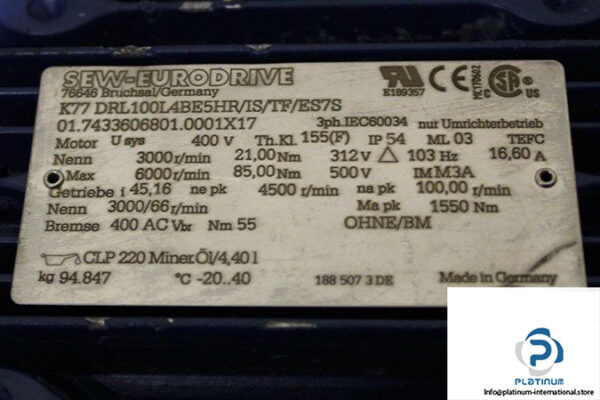 SEW-EURODRIVE
76646 Bruchsal/Germany
E189357
MC170602
K77 DRL100L4BE5HR/IS/TF/ES7S
01.7433606801.0001X17 3ph.IEC60034 nur Umrichterbetrieb
Motor U sys 400 V Th.Kl. 155(F) IP 54 ML 03 TEFC
Nenn 3000 r/min 21,00 Nm 312 V △ 103 Hz 16,60 A
Max 6000 r/min 85,00 Nm 500 V IM M3A
Getriebe i 45,16 ne pk 4500 r/min na pk 100,00 r/min
Nenn 3000/66 r/min Ma pk 1550 Nm
Bremse 400 AC Vbr Nm 55 OHNE/BM
CLP 220 Miner.Öl/4,40 l
kg 94.847 °C -20..40 188 507 3 DE Made in Germany
PLATINUM
Info@platinum-international.store
platinum-international.store